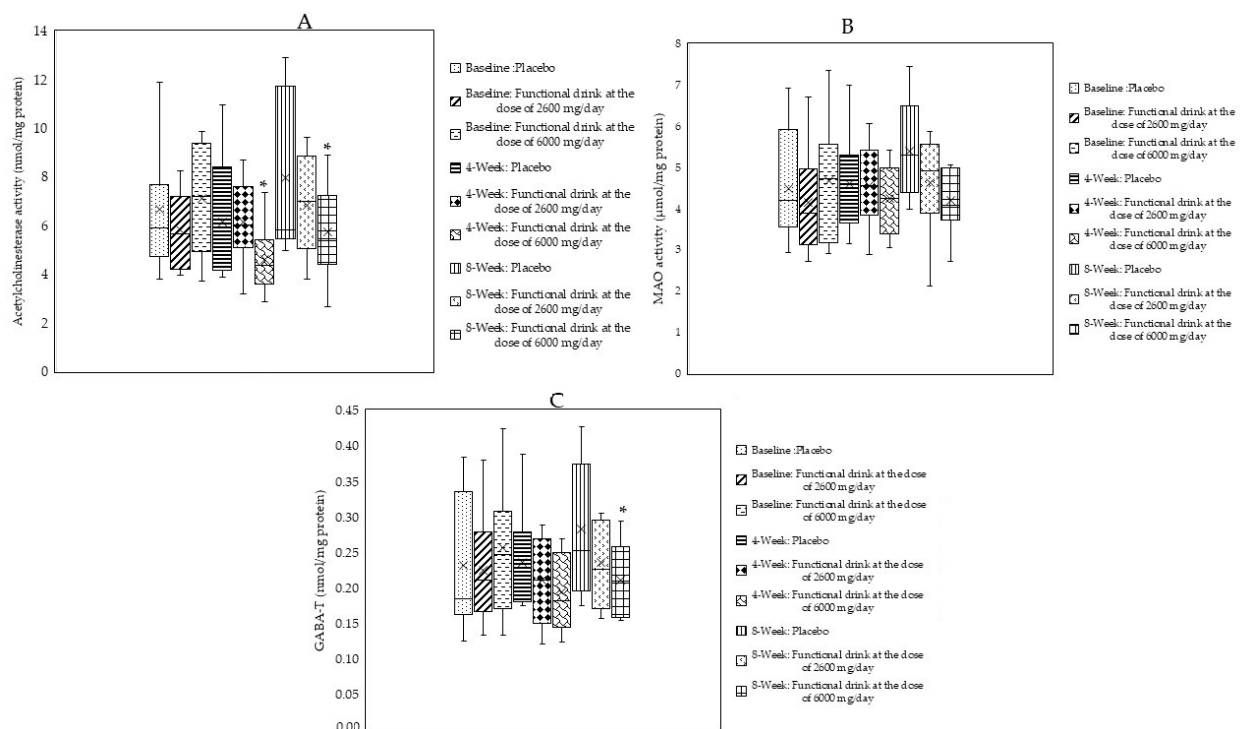 A
Acetylcholinesterase activity (nmol/mg protein)
14
12
10
8
6
4
2
0
*
*
Baseline :Placebo
Baseline: Functional drink at the
dose of 2600 mg/day
Baseline: Functional drink at the
dose of 6000 mg/day
4-Week: Placebo
4-Week: Functional drink at the
dose of 2600 mg/day
4-Week: Functional drink at the
dose of 6000 mg/day
8-Week: Placebo
8-Week: Functional drink at the
dose of 2600 mg/day
8-Week: Functional drink at the
dose of 6000 mg/day
B
MAO activity (µmol/mg protein)
8
7
6
5
4
3
2
1
0
Baseline :Placebo
Baseline: Functional drink at the
dose of 2600 mg/day
Baseline: Functional drink at the
dose of 6000 mg/day
4-Week: Placebo
4-Week: Functional drink at the
dose of 2600 mg/day
4-Week: Functional drink at the
dose of 6000 mg/day
8-Week: Placebo
8-Week: Functional drink at the
dose of 2600 mg/day
8-Week: Functional drink at the
dose of 6000 mg/day
C
GABA-T (nmol/mg protein)
0.45
0.40
0.35
0.30
0.25
0.20
0.15
0.10
0.05
0.00
*
Baseline :Placebo
Baseline: Functional drink at the dose
of 2600 mg/day
Baseline: Functional drink at the dose
of 6000 mg/day
4-Week: Placebo
4-Week: Functional drink at the dose
of 2600 mg/day
4-Week: Functional drink at the dose
of 6000 mg/day
8-Week: Placebo
8-Week: Functional drink at the dose
of 2600 mg/day
8-Week: Functional drink at the dose
of 6000 mg/day